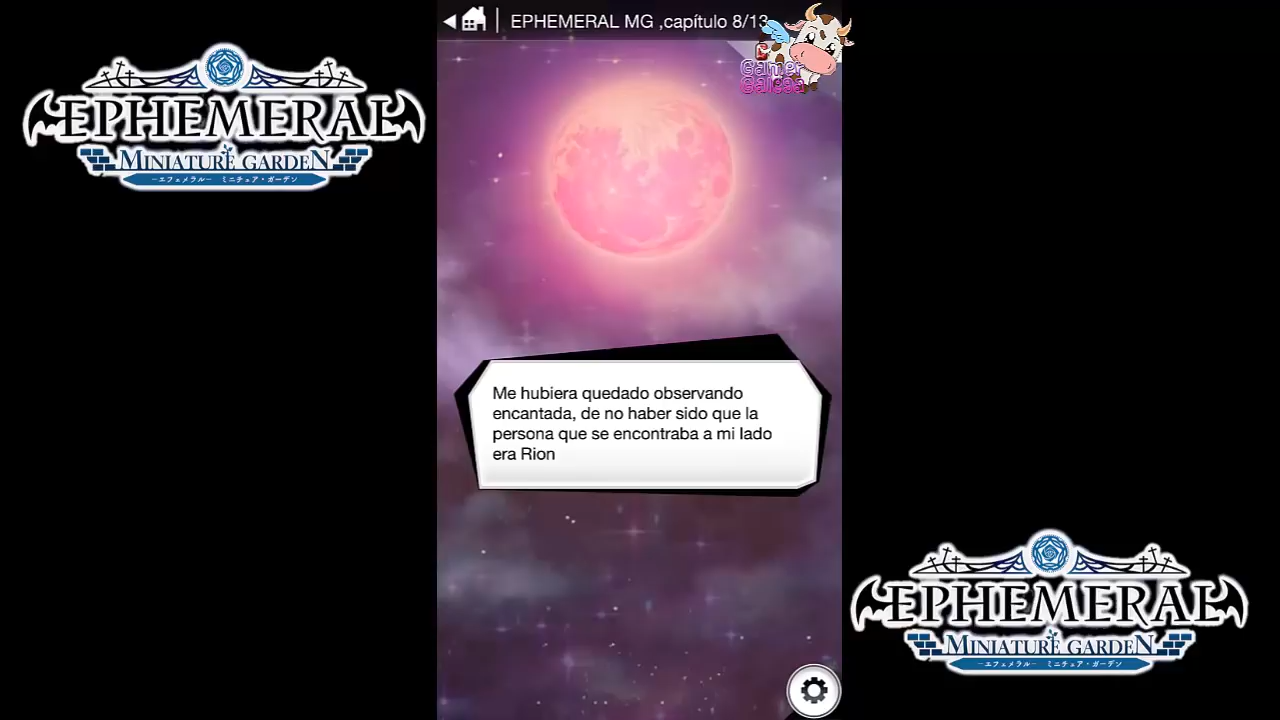 EPHEMERAL MG ,capítulo 8/13
Gamer
Galesaa
EPHEMERAL
MINIATURE GARDEN
−エフェメラル−　ミニチュア・ガーデン
Me hubiera quedado observando
encantada, de no haber sido que la
persona que se encontraba a mi lado
era Rion
EPHEMERAL
MINIATURE GARDEN
−エフェメラル−　ミニチュア・ガーデン